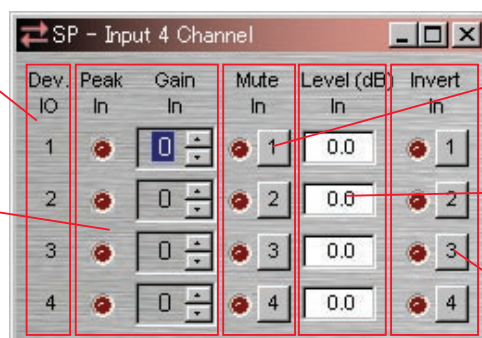 SP - Input 4 Channel
Dev. Peak Gain Mute Level (dB) Invert
IO In In In In In
1 0 1 0.0 1
2 0 2 0.0 2
3 0 3 0.0 3
4 0 4 0.0 4